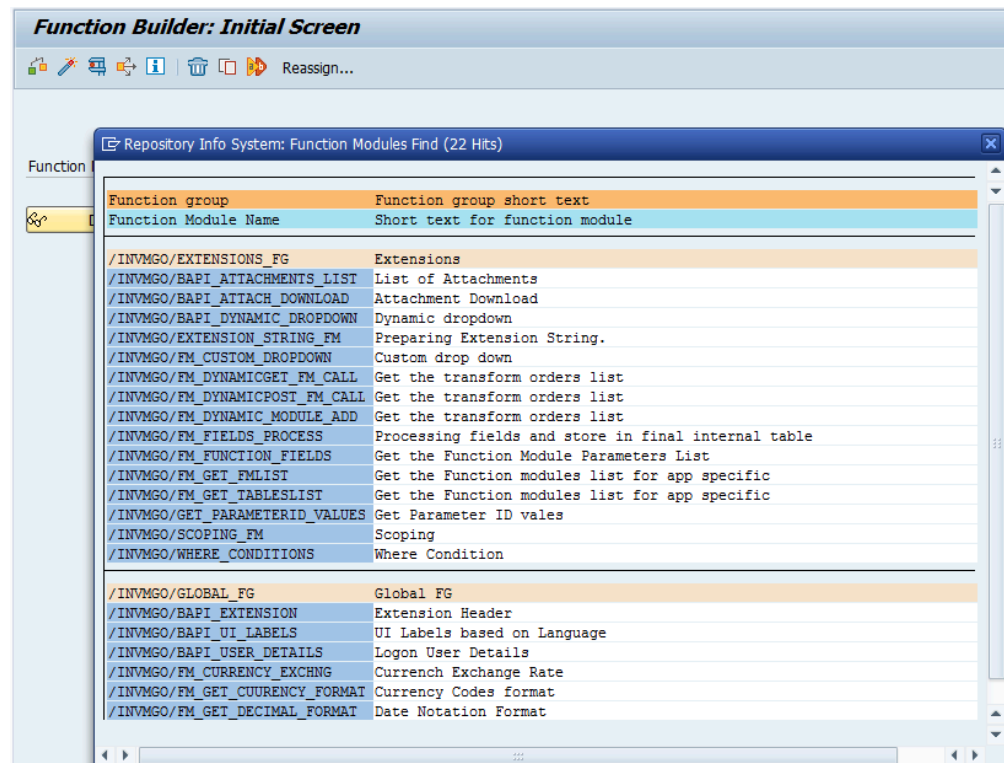 Function Builder: Initial Screen
Reassign...
Function
Repository Info System: Function Modules Find (22 Hits)
Function group Function group short text
Function Module Name Short text for function module
/INVMGO/EXTENSIONS_FG Extensions
/INVMGO/BAPI_ATTACHMENTS_LIST List of Attachments
/INVMGO/BAPI_ATTACH_DOWNLOAD Attachment Download
/INVMGO/BAPI_DYNAMIC_DROPDOWN Dynamic dropdown
/INVMGO/EXTENSION_STRING_FM Preparing Extension String.
/INVMGO/FM_CUSTOM_DROPDOWN Custom drop down
/INVMGO/FM_DYNAMICGET_FM_CALL Get the transform orders list
/INVMGO/FM_DYNAMICPOST_FM_CALL Get the transform orders list
/INVMGO/FM_DYNAMIC_MODULE_ADD Get the transform orders list
/INVMGO/FM_FIELDS_PROCESS Processing fields and store in final internal table
/INVMGO/FM_FUNCTION_FIELDS Get the Function Module Parameters List
/INVMGO/FM_GET_FMLIST Get the Function modules list for app specific
/INVMGO/FM_GET_TABLESLIST Get the Function modules list for app specific
/INVMGO/GET_PARAMETERID_VALUES Get Parameter ID vales
/INVMGO/SCOPING_FM Scoping
/INVMGO/WHERE_CONDITIONS Where Condition
/INVMGO/GLOBAL_FG Global FG
/INVMGO/BAPI_EXTENSION Extension Header
/INVMGO/BAPI_UI_LABELS UI Labels based on Language
/INVMGO/BAPI_USER_DETAILS Logon User Details
/INVMGO/FM_CURRENCY_EXCHNG Currench Exchange Rate
/INVMGO/FM_GET_CUURENCY_FORMAT Currency Codes format
/INVMGO/FM_GET_DECIMAL_FORMAT Date Notation Format